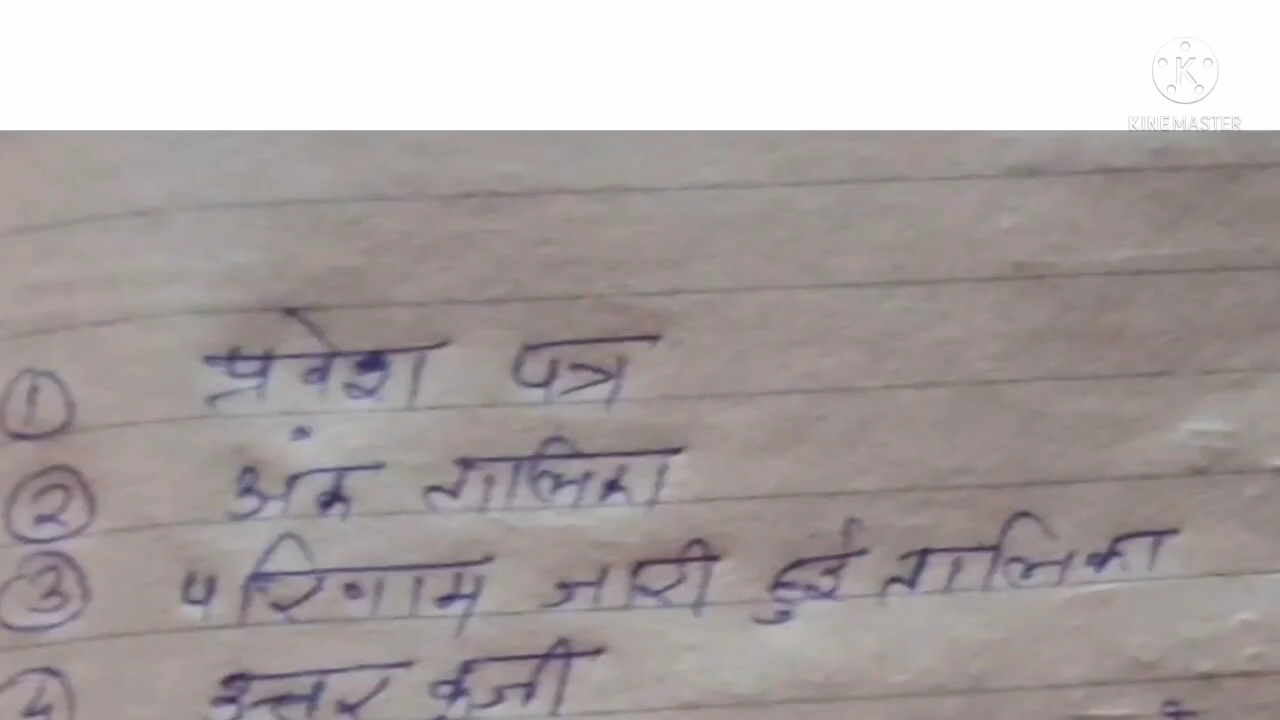 KINEMASTER
① प्रवेश पत्र
② अंक तालिका
③ परिणाम जारी हुई तालिका
④ उत्तर कुंजी